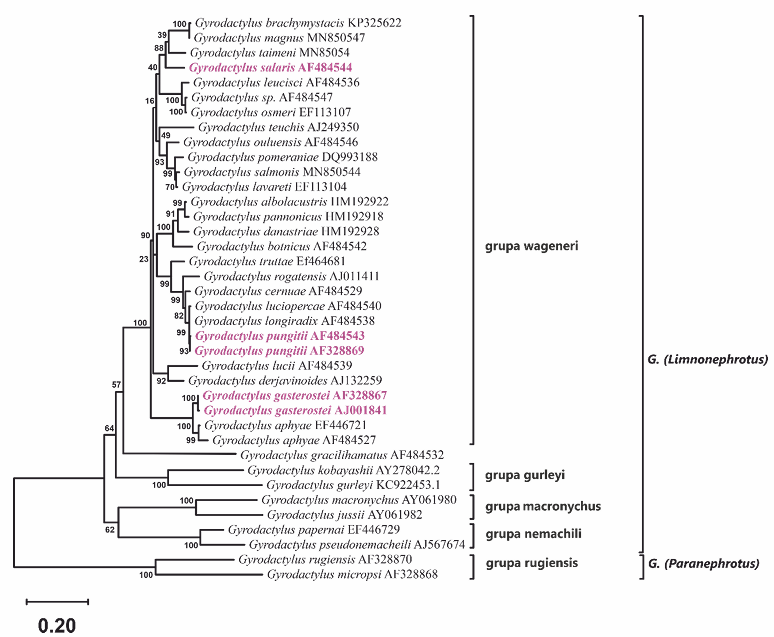 Gyrodactylus brachymystacis KP325622
Gyrodactylus magnus MN850547
Gyrodactylus taimeni MN85054
Gyrodactylus salaris AF484544
Gyrodactylus leucisci AF484536
Gyrodactylus sp. AF484547
Gyrodactylus osmeri EF113107
Gyrodactylus teuchis AJ249350
Gyrodactylus ouluensis AF484546
Gyrodactylus pomeraniae DQ993188
Gyrodactylus salmonis MN850544
Gyrodactylus lavareti EF113104
Gyrodactylus albolacustris HM192922
Gyrodactylus pannonicus HM192918
Gyrodactylus danastriae HM192928
Gyrodactylus botnicus AF484542
Gyrodactylus truttae Ef464681
Gyrodactylus rogatensis AJ011411
Gyrodactylus cernuae AF484529
Gyrodactylus luciopercae AF484540
Gyrodactylus longiradix AF484538
Gyrodactylus pungitii AF484543
Gyrodactylus pungitii AF328869
Gyrodactylus lucii AF484539
Gyrodactylus derjavinoides AJ132259
Gyrodactylus gasterostei AF328867
Gyrodactylus gasterostei AJ001841
Gyrodactylus aphyae EF446721
Gyrodactylus aphyae AF484527
Gyrodactylus gracilihamatus AF484532
Gyrodactylus kobayashii AY278042.2
Gyrodactylus gurleyi KC922453.1
Gyrodactylus macronychus AY061980
Gyrodactylus jussii AY061982
Gyrodactylus papernai EF446729
Gyrodactylus pseudonemacheili AJ567674
Gyrodactylus rugiensis AF328870
Gyrodactylus micropsi AF328868
100
39
88
40
100
100
16
49
93
99
70
99
91
100
90
23
99
99
82
99
93
92
100
100
100
99
57
64
100
100
62
100
100
grupa wageneri
grupa gurleyi
grupa macronychus
grupa nemachili
grupa rugiensis
G. (Limnonephrotus)
G. (Paranephrotus)
0.20